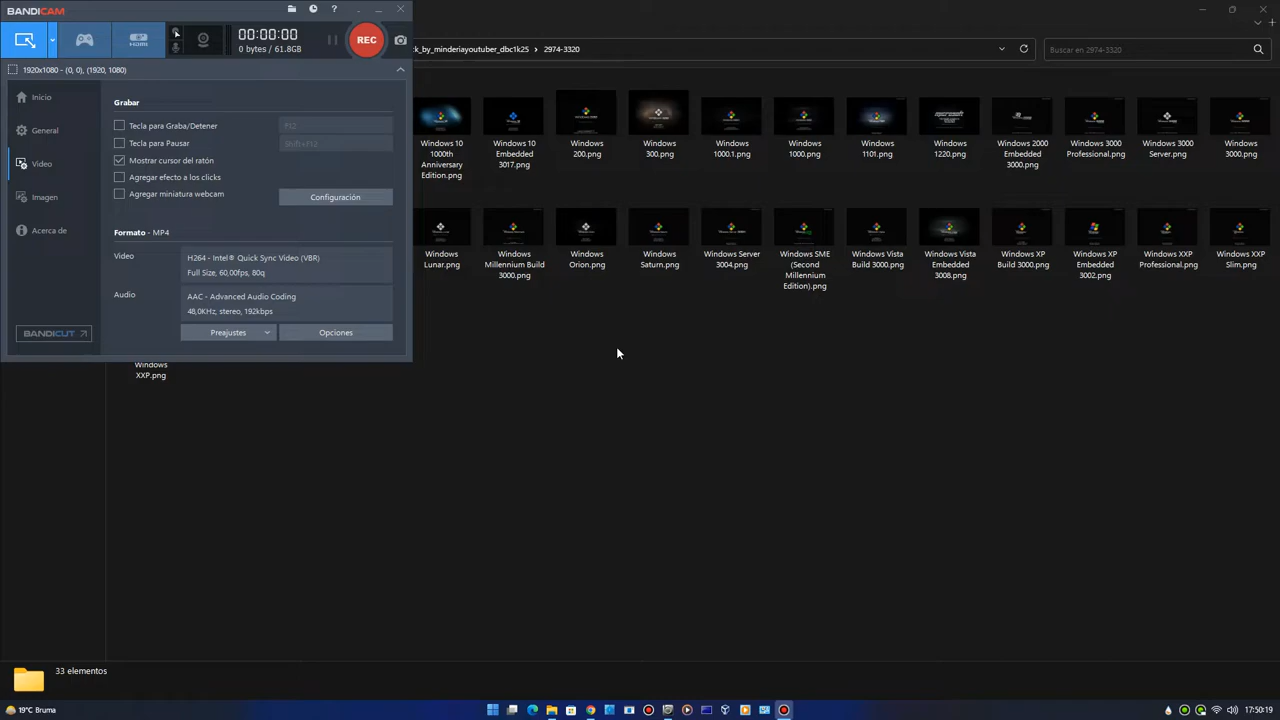 BANDICAM
HDMI
00:00:00
0 bytes / 61.8GB
REC
1920x1080 - (0, 0), (1920, 1080)
Inicio
General
Video
Imagen
Acerca de
BANDICUT
Grabar
Tecla para Graba/Detener
F12
Tecla para Pausar
Shift+F12
Mostrar cursor del ratón
Agregar efecto a los clicks
Agregar miniatura webcam
Configuración
Formato - MP4
Video
H264 - Intel® Quick Sync Video (VBR)
Full Size, 60,00fps, 80q
Audio
AAC - Advanced Audio Coding
48,0KHz, stereo, 192kbps
Preajustes
Opciones
ck_by_minderiayoutuber_dbc1k25 > 2974-3320
Buscar en 2974-3320
Windows 10
1000th
Anniversary
Edition.png
Windows 10
Embedded
3017.png
Windows
200.png
Windows
300.png
Windows
1000.1.png
Windows
1000.png
Windows
1101.png
Windows
1220.png
Windows 2000
Embedded
3000.png
Windows 3000
Professional.png
Windows 3000
Server.png
Windows
3000.png
Windows
Lunar.png
Windows
Millennium Build
3000.png
Windows
Orion.png
Windows
Saturn.png
Windows Server
3004.png
Windows SME
(Second
Millennium
Edition).png
Windows Vista
Build 3000.png
Windows Vista
Embedded
3008.png
Windows XP
Build 3000.png
Windows XP
Embedded
3002.png
Windows XXP
Professional.png
Windows XXP
Slim.png
Windows
XXP.png
33 elementos
19°C Bruma
17:50:19